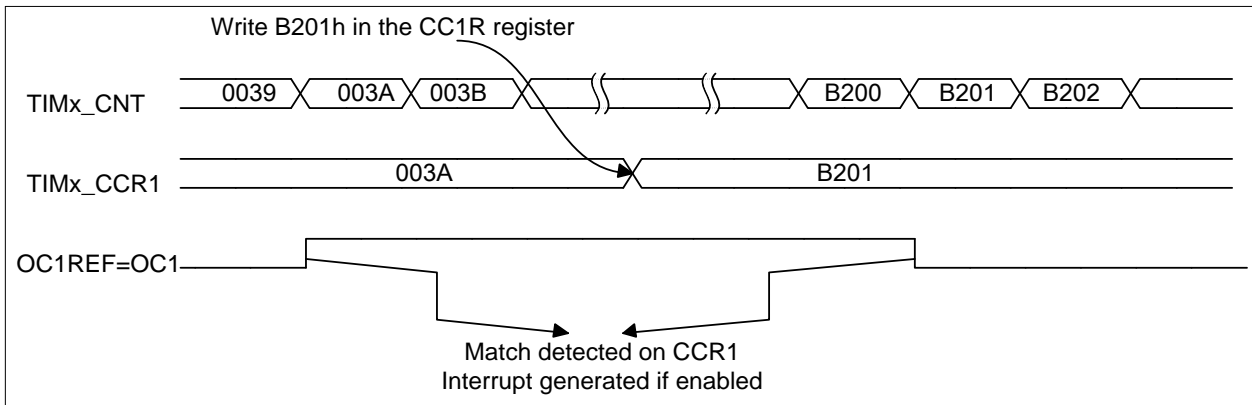 Write B201h in the CC1R register
TIMx_CNT 0039 003A 003B B200 B201 B202
TIMx_CCR1 003A B201
OC1REF=OC1
Match detected on CCR1
Interrupt generated if enabled